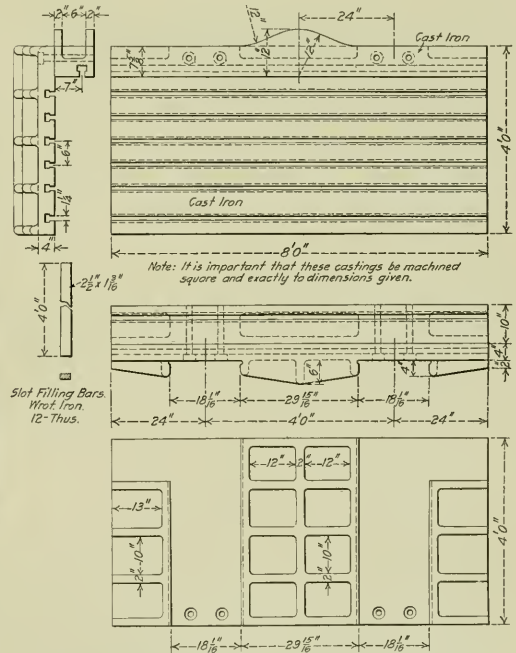 2" 6" 2"
24"
12"
Cast Iron
7 5/8"
12"
12"
7"
6"
1 1/4"
4"
4'0"
Cast Iron
8'0"
Note: It is important that these castings be machined
square and exactly to dimensions given.
4'0"
2 1/2" x 1 3/16"
Slot Filling Bars.
Wrot. Iron.
12-Thus.
10"
4"
2"
6"
4"
18 1/16" 29 15/16" 18 1/16"
24" 4'0" 24"
12" 2" 12"
13"
10" 10"
2" 2"
4'0"
18 1/16" 29 15/16" 18 1/16"